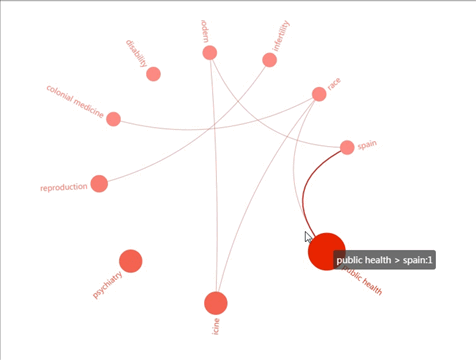 odern
infertility
disability
race
colonial medicine
spain
reproduction
public health > spain:1
psychiatry
public health
icine